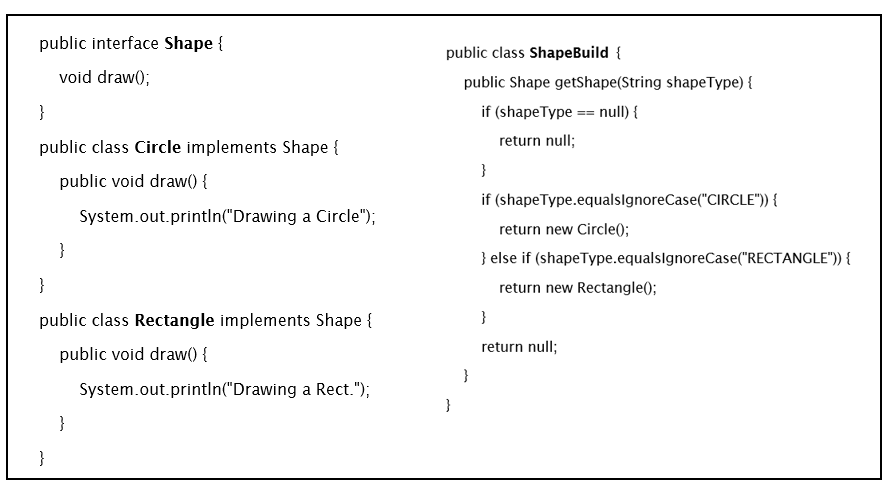 public interface Shape {
void draw();
}
public class Circle implements Shape {
public void draw() {
System.out.println("Drawing a Circle");
}
}
public class Rectangle implements Shape {
public void draw() {
System.out.println("Drawing a Rect.");
}
}
public class ShapeBuild {
public Shape getShape(String shapeType) {
if (shapeType == null) {
return null;
}
if (shapeType.equalsIgnoreCase("CIRCLE")) {
return new Circle();
} else if (shapeType.equalsIgnoreCase("RECTANGLE")) {
return new Rectangle();
}
return null;
}
}